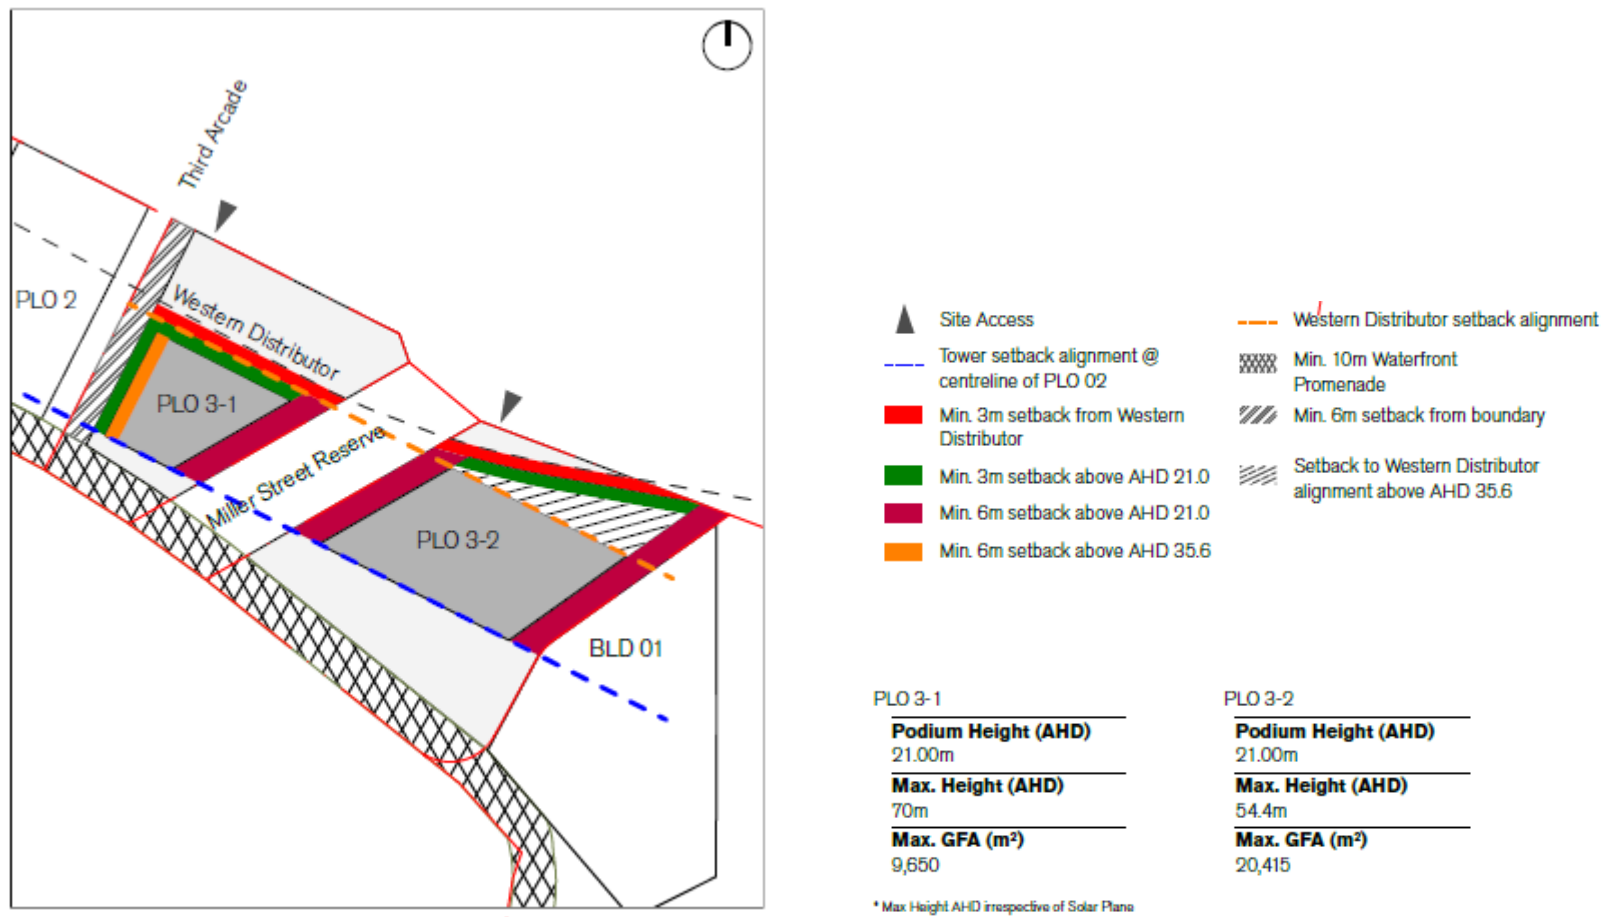 Third Arcade
PLO 2
Western Distributor
PLO 3-1
Miller Street Reserve
PLO 3-2
BLD 01
Site Access
Tower setback alignment @
centreline of PLO 02
Min. 3m setback from Western
Distributor
Min. 3m setback above AHD 21.0
Min. 6m setback above AHD 21.0
Min. 6m setback above AHD 35.6
Western Distributor setback alignment
Min. 10m Waterfront
Promenade
Min. 6m setback from boundary
Setback to Western Distributor
alignment above AHD 35.6
PLO 3-1
Podium Height (AHD)
21.00m
Max. Height (AHD)
70m
Max. GFA (m²)
9,650
PLO 3-2
Podium Height (AHD)
21.00m
Max. Height (AHD)
54.4m
Max. GFA (m²)
20,415
* Max Height AHD irrespective of Solar Plane